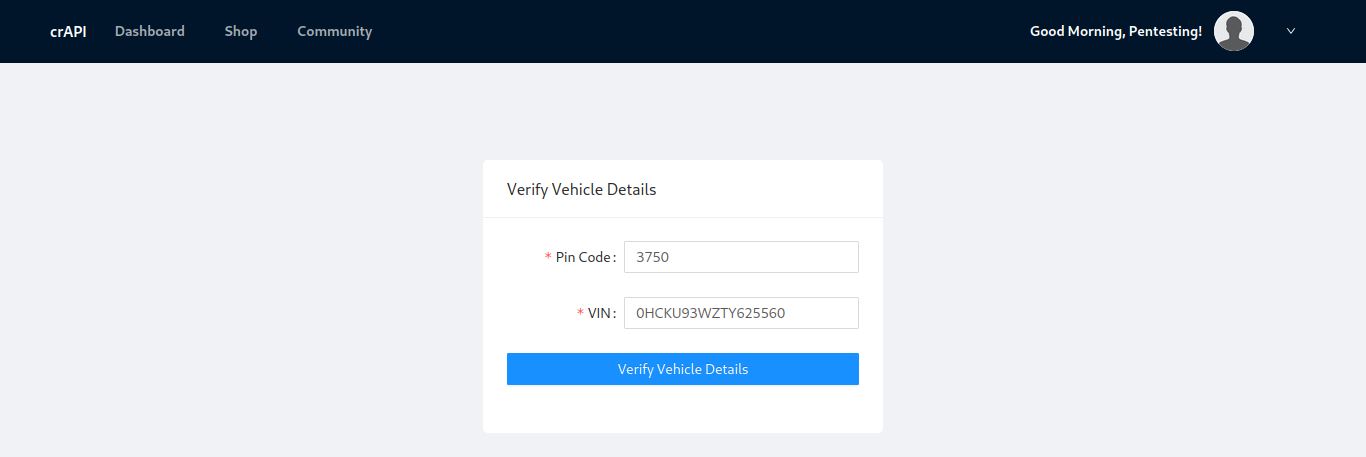 crAPI Dashboard Shop Community Good Morning, Pentesting!
Verify Vehicle Details
* Pin Code : 3750
* VIN : 0HCKU93WZTY625560
Verify Vehicle Details